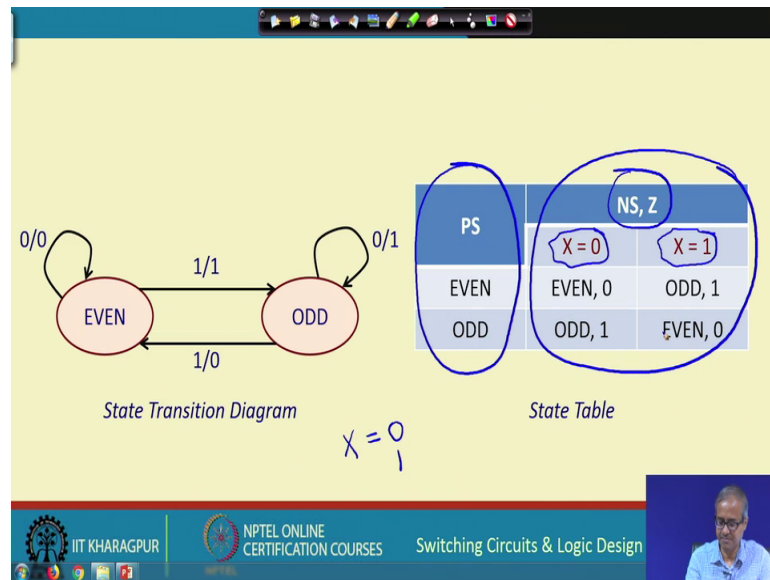 0/0
1/1
0/1
EVEN
ODD
1/0
State Transition Diagram
PS
NS, Z
X = 0
X = 1
EVEN
EVEN, 0
ODD, 1
ODD
ODD, 1
EVEN, 0
State Table
X = 0
1
IIT KHARAGPUR
NPTEL ONLINE
CERTIFICATION COURSES
Switching Circuits & Logic Design